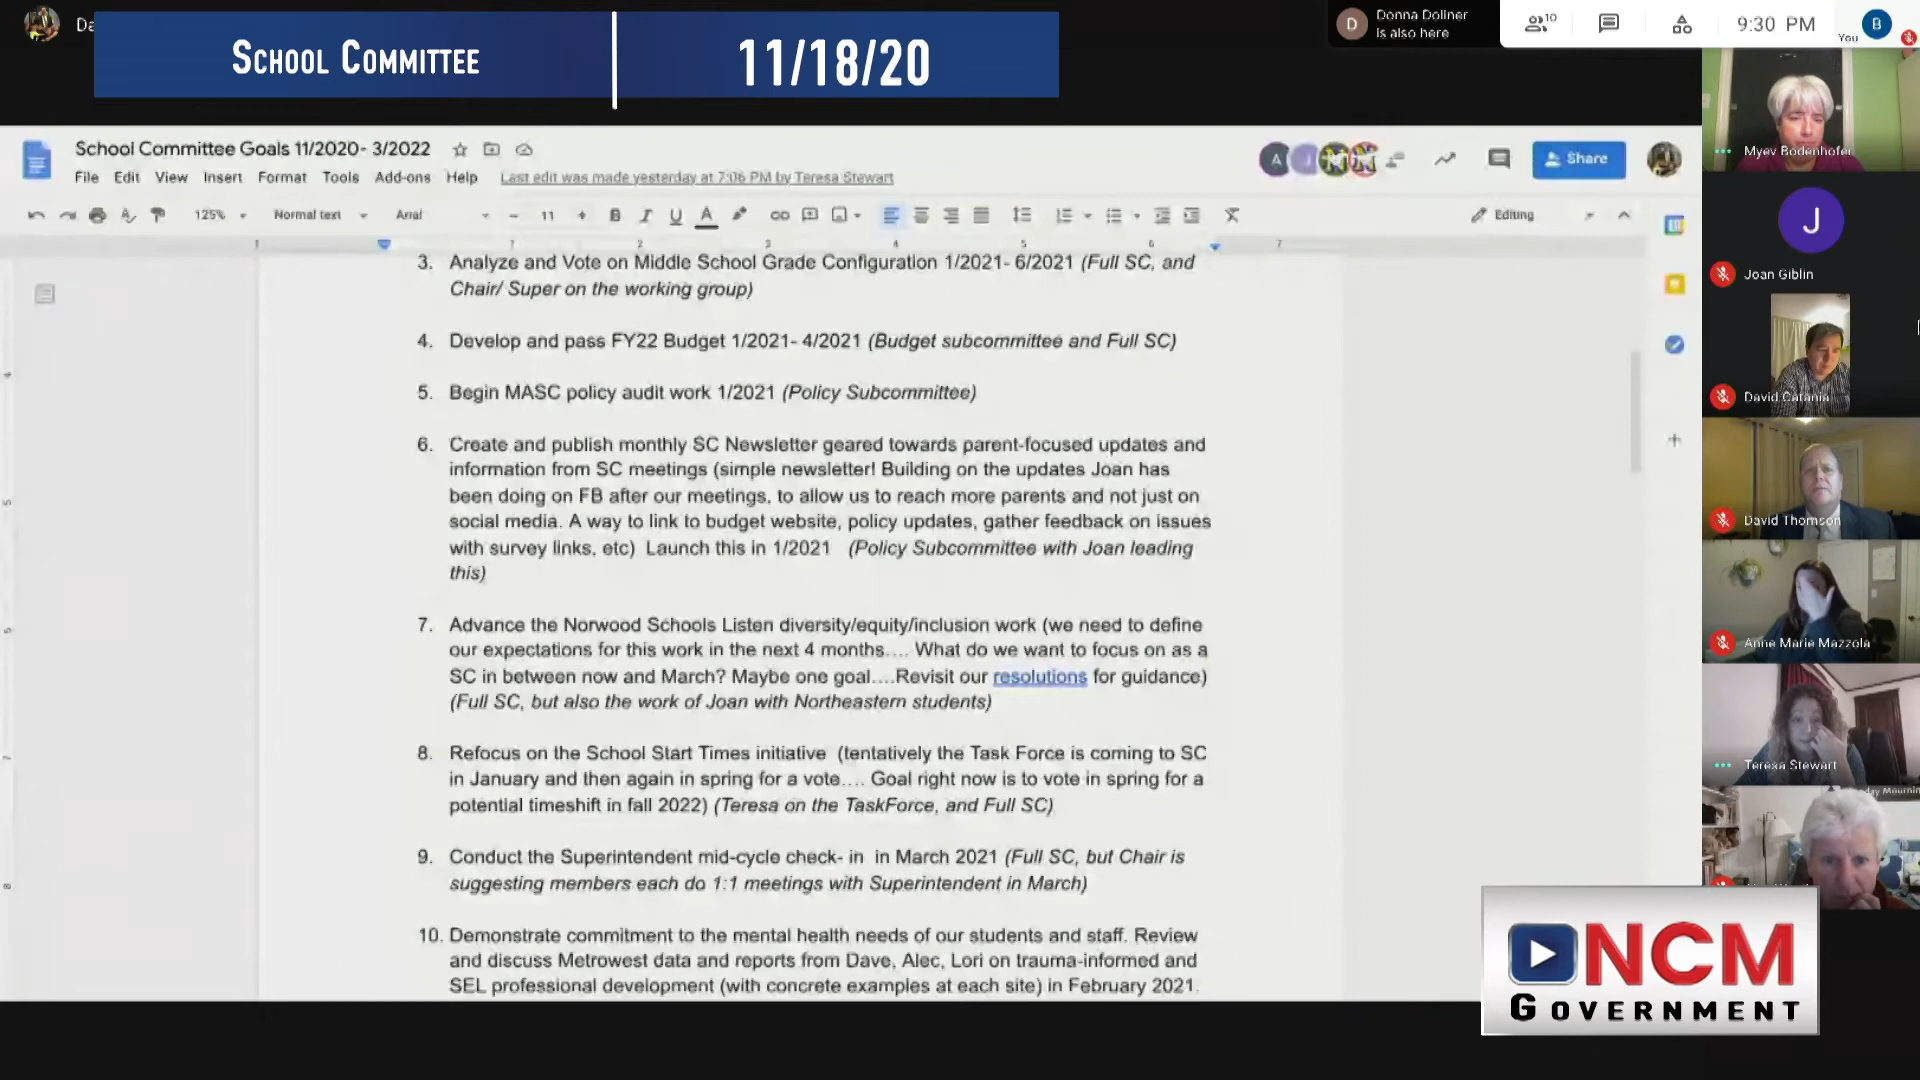 School Committee
11/18/20
Da
Donna Dollner
is also here
10
9:30 PM
You
B
D
School Committee Goals 11/2020- 3/2022
File Edit View Insert Format Tools Add-ons Help Last edit was made yesterday at 7:06 PM by Teresa Stewart
A
J
Share
125% Normal text Arial 11 B I U A Editing
1 1 2 3 4 5 6 7
3. Analyze and Vote on Middle School Grade Configuration 1/2021- 6/2021 (Full SC, and
Chair/ Super on the working group)
4. Develop and pass FY22 Budget 1/2021- 4/2021 (Budget subcommittee and Full SC)
5. Begin MASC policy audit work 1/2021 (Policy Subcommittee)
6. Create and publish monthly SC Newsletter geared towards parent-focused updates and
information from SC meetings (simple newsletter! Building on the updates Joan has
been doing on FB after our meetings, to allow us to reach more parents and not just on
social media. A way to link to budget website, policy updates, gather feedback on issues
with survey links, etc) Launch this in 1/2021 (Policy Subcommittee with Joan leading
this)
7. Advance the Norwood Schools Listen diversity/equity/inclusion work (we need to define
our expectations for this work in the next 4 months.... What do we want to focus on as a
SC in between now and March? Maybe one goal....Revisit our resolutions for guidance)
(Full SC, but also the work of Joan with Northeastern students)
8. Refocus on the School Start Times initiative (tentatively the Task Force is coming to SC
in January and then again in spring for a vote.... Goal right now is to vote in spring for a
potential timeshift in fall 2022) (Teresa on the TaskForce, and Full SC)
9. Conduct the Superintendent mid-cycle check- in in March 2021 (Full SC, but Chair is
suggesting members each do 1:1 meetings with Superintendent in March)
10. Demonstrate commitment to the mental health needs of our students and staff. Review
and discuss Metrowest data and reports from Dave, Alec, Lori on trauma-informed and
SEL professional development (with concrete examples at each site) in February 2021.
Myev Bodenhofer
J
Joan Giblin
David Catania
David Thomson
Anne Marie Mazzola
Teresa Stewart
NCM
Government